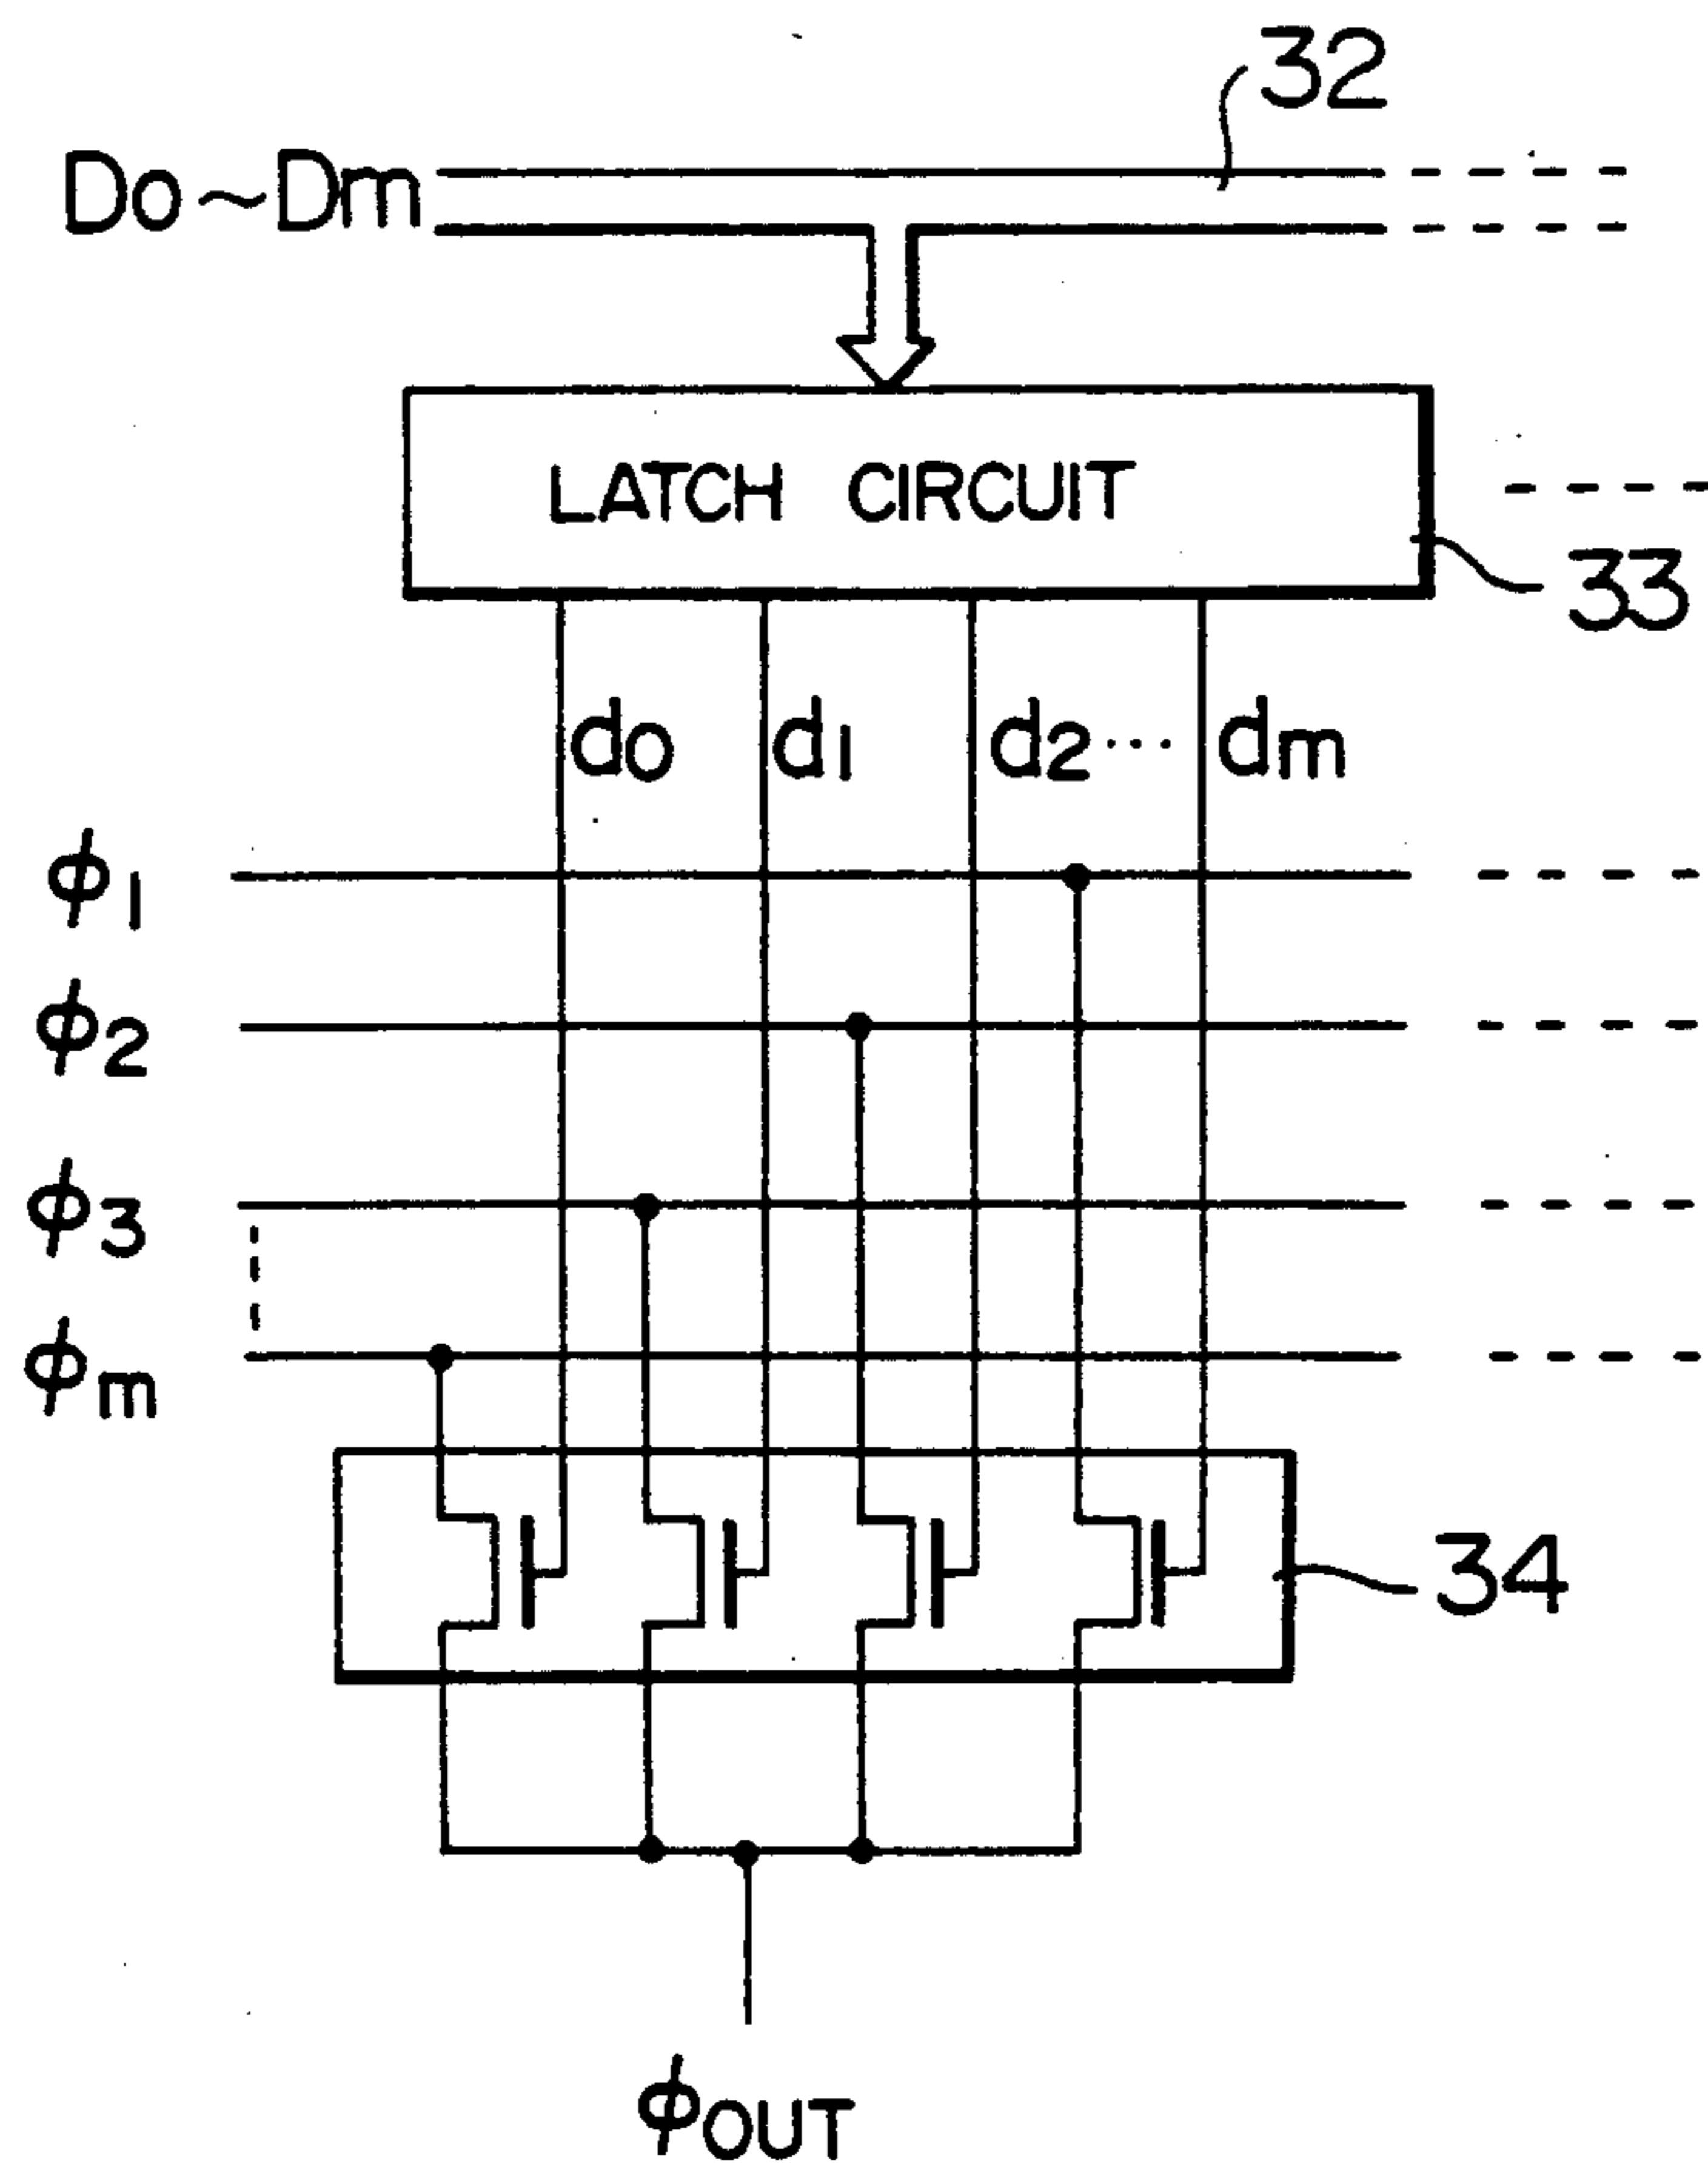 32
Do~Dm
LATCH CIRCUIT
33
do d1 d2... dm
ϕ1
ϕ2
ϕ3
ϕm
34
ϕOUT